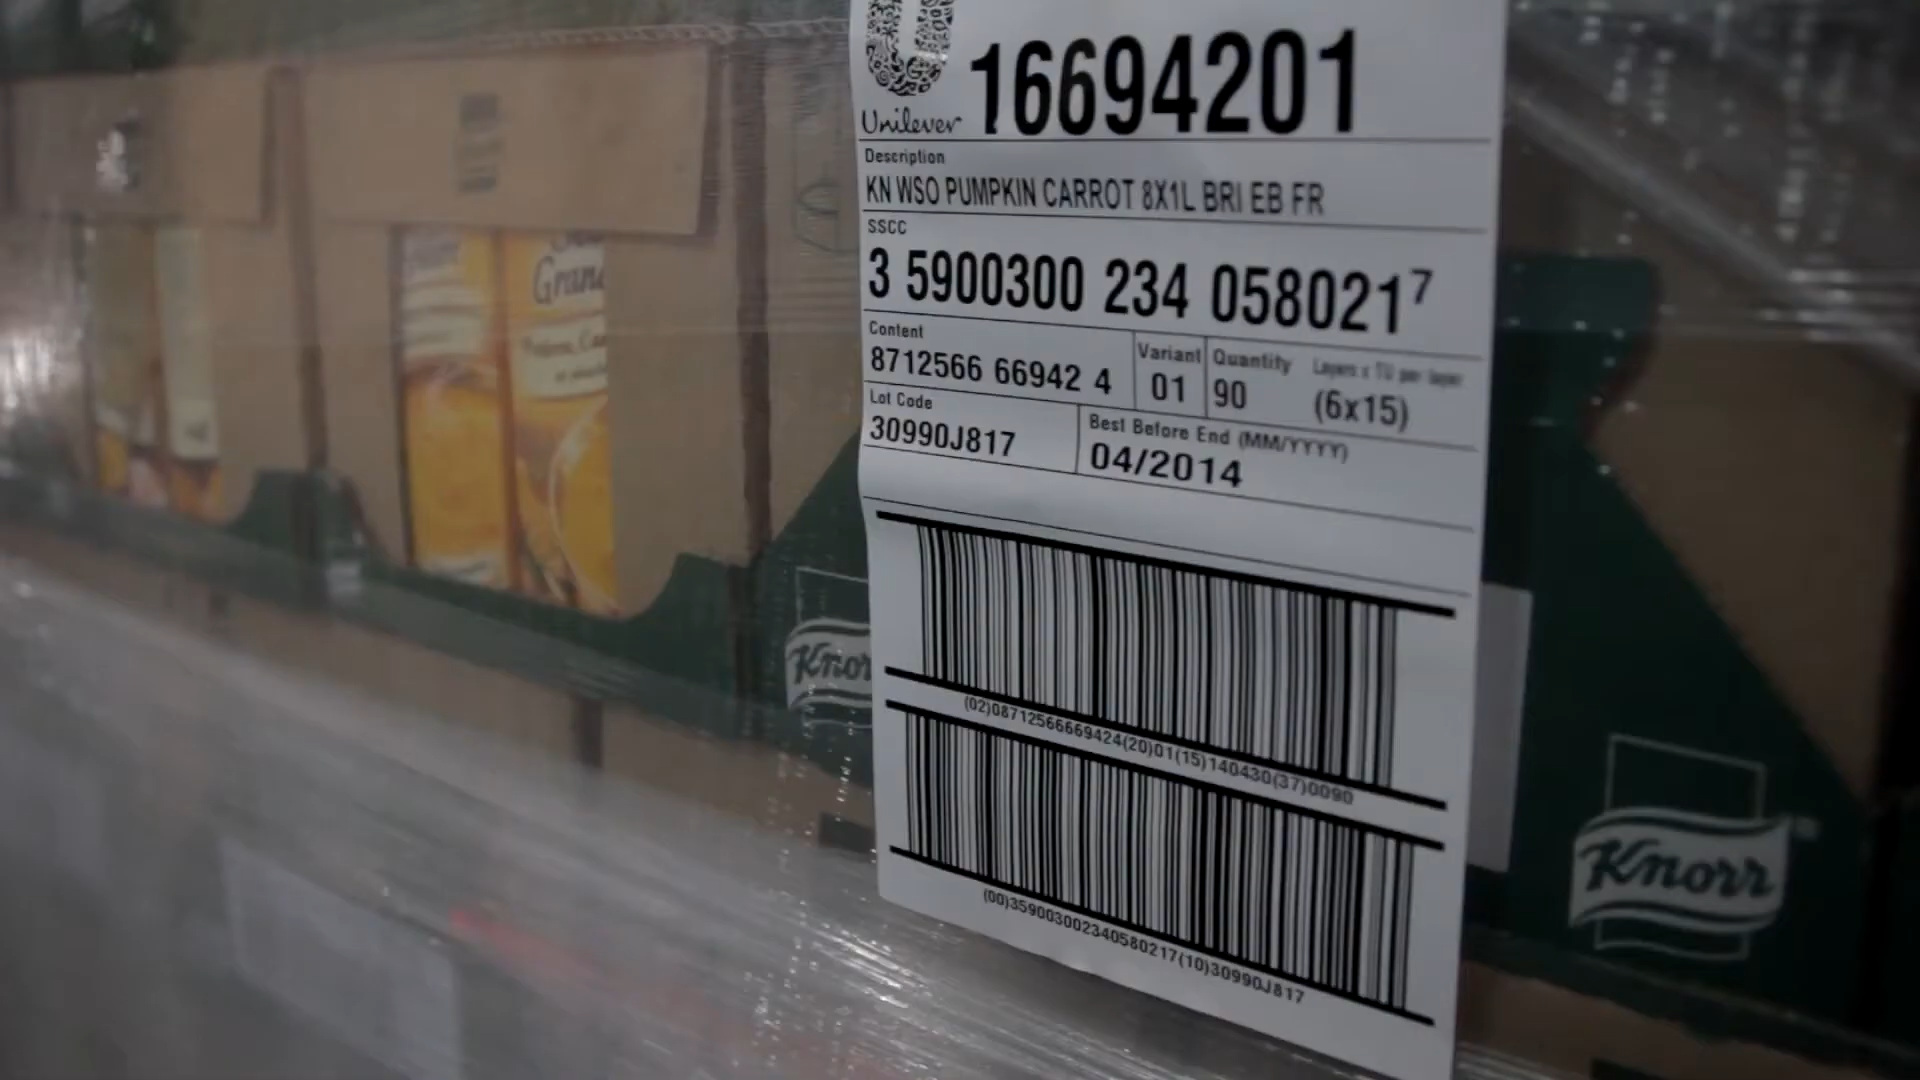 Unilever 16694201
Description
KN WSO PUMPKIN CARROT 8X1L BRI EB FR
SSCC
3 5900300 234 058021 7
Content
8712566 66942 4
Variant
01
Quantity
90
Layers x TU per layer
(6x15)
Lot Code
30990J817
Best Before End (MM/YYYY)
04/2014
(02)08712566669424(20)01(15)140430(37)0090
(00)359003002340580217(10)30990J817
Gran
Knor
Knorr